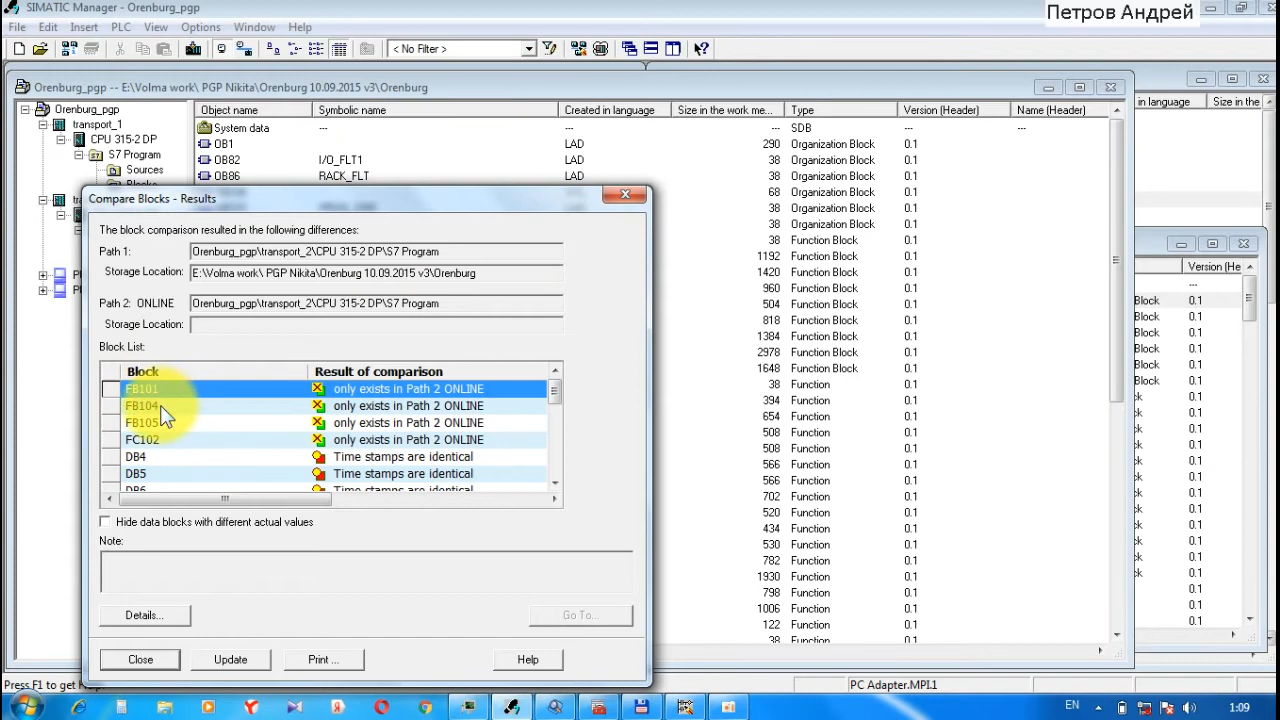 SIMATIC Manager - Orenburg_pgp
Петров Андрей
File Edit Insert PLC View Options Window Help
< No Filter >
Orenburg_pgp -- E:\Volma work\ PGP Nikita\Orenburg 10.09.2015 v3\Orenburg
Orenburg_pgp
transport_1
CPU 315-2 DP
S7 Program
Sources
Blocks
Object name Symbolic name Created in language Size in the work me... Type Version (Header) Name (Header)
System data --- --- --- SDB --- ---
OB1 LAD 290 Organization Block 0.1
OB82 I/O_FLT1 LAD 38 Organization Block 0.1
OB86 RACK_FLT LAD 38 Organization Block 0.1
68 Organization Block 0.1
38 Organization Block 0.1
38 Organization Block 0.1
38 Function Block 0.1
1192 Function Block 0.1
1420 Function Block 0.1
960 Function Block 0.1
504 Function Block 0.1
818 Function Block 0.1
1384 Function Block 0.1
2978 Function Block 0.1
1648 Function Block 0.1
38 Function 0.1
394 Function 0.1
654 Function 0.1
508 Function 0.1
508 Function 0.1
566 Function 0.1
566 Function 0.1
702 Function 0.1
520 Function 0.1
434 Function 0.1
530 Function 0.1
782 Function 0.1
1930 Function 0.1
798 Function 0.1
1006 Function 0.1
122 Function 0.1
38 Function 0.1
in language Size in the
Version (He
---
Block 0.1
Block 0.1
Block 0.1
Block 0.1
Block 0.1
Block 0.1
Block 0.1
Block 0.1
Compare Blocks - Results
The block comparison resulted in the following differences:
Path 1: Orenburg_pgp\transport_2\CPU 315-2 DP\S7 Program
Storage Location: E:\Volma work\ PGP Nikita\Orenburg 10.09.2015 v3\Orenburg
Path 2: ONLINE Orenburg_pgp\transport_2\CPU 315-2 DP\S7 Program
Storage Location:
Block List:
Block Result of comparison
FB101 only exists in Path 2 ONLINE
FB104 only exists in Path 2 ONLINE
FB105 only exists in Path 2 ONLINE
FC102 only exists in Path 2 ONLINE
DB4 Time stamps are identical
DB5 Time stamps are identical
DB6 Time stamps are identical
Hide data blocks with different actual values
Note:
Details... Go To...
Close Update Print ... Help
Press F1 to get
PC Adapter.MPI.1
EN 1:09